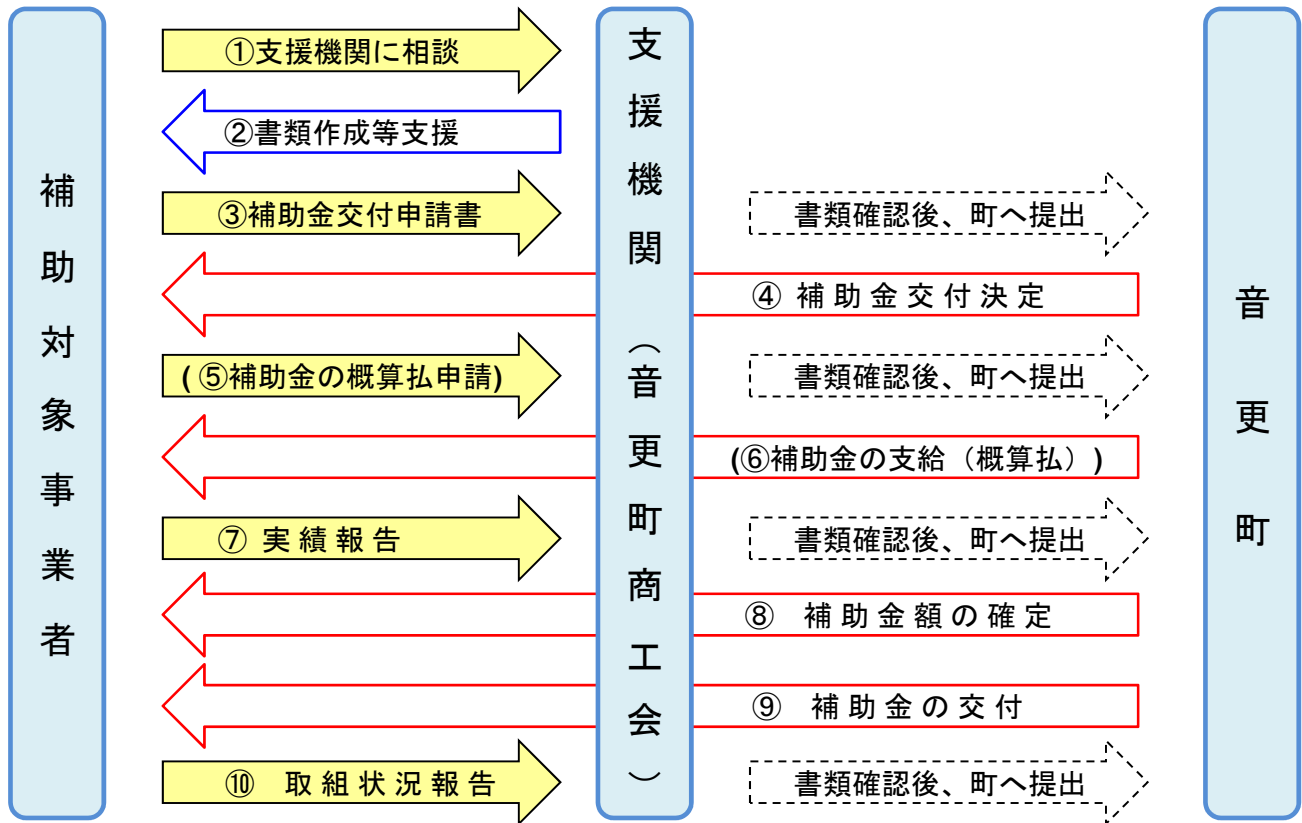 補助対象事業者
①支援機関に相談
②書類作成等支援
③補助金交付申請書
書類確認後、町へ提出
④ 補助金交付決定
( ⑤補助金の概算払申請)
書類確認後、町へ提出
(⑥補助金の支給（概算払）)
⑦ 実績報告
書類確認後、町へ提出
⑧ 補助金額の確定
⑨ 補助金の交付
⑩ 取組状況報告
書類確認後、町へ提出
支援機関（音更町商工会）
音更町